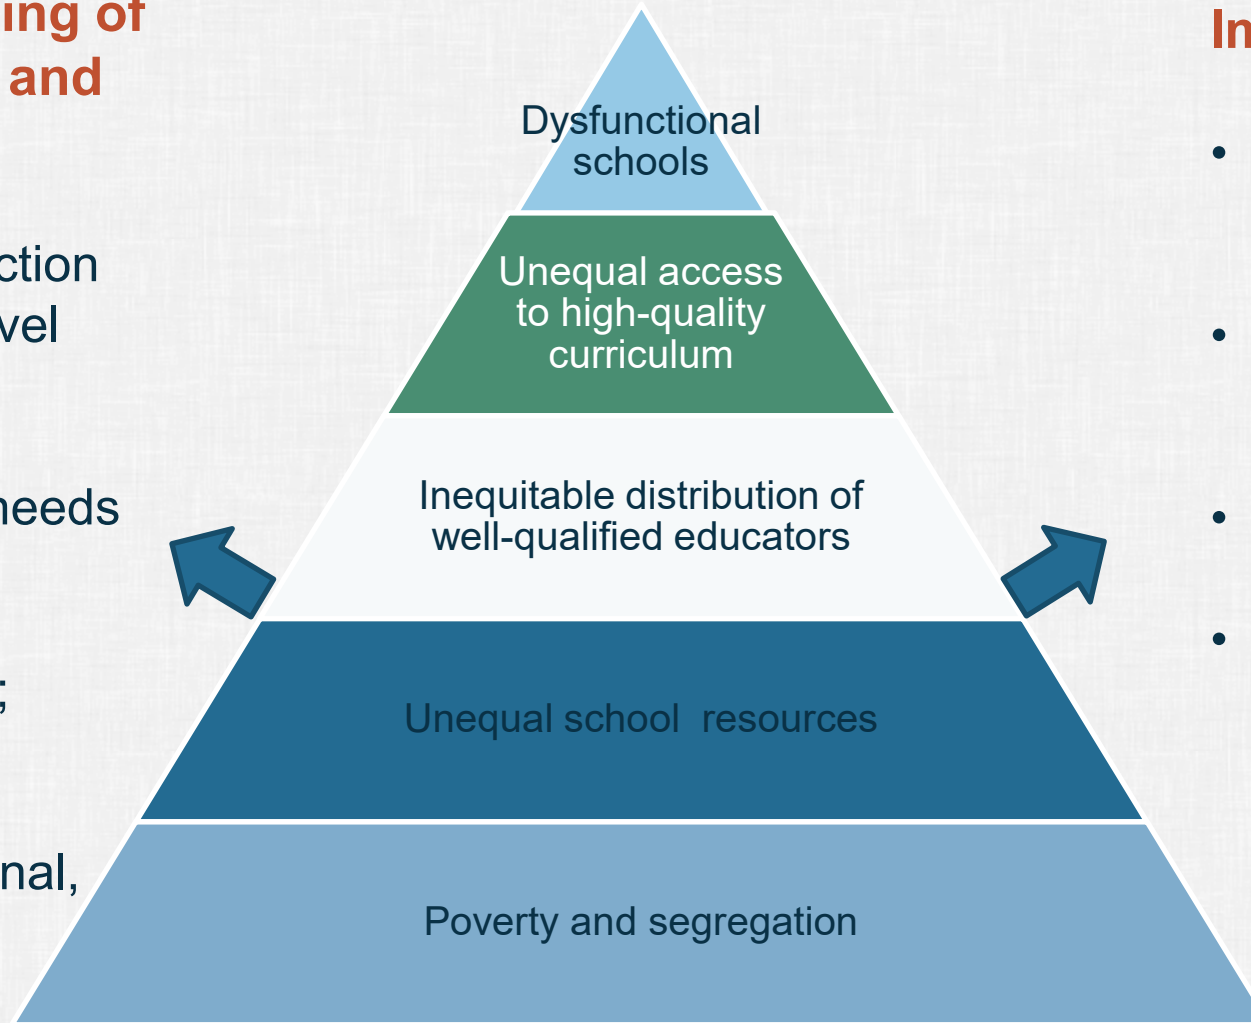 ing of
and
ction
vel
needs
;
nal,
Dysfunctional
schools
Unequal access
to high-quality
curriculum
Inequitable distribution of
well-qualified educators
Unequal school  resources
Poverty and segregation
In
•
•
•
•